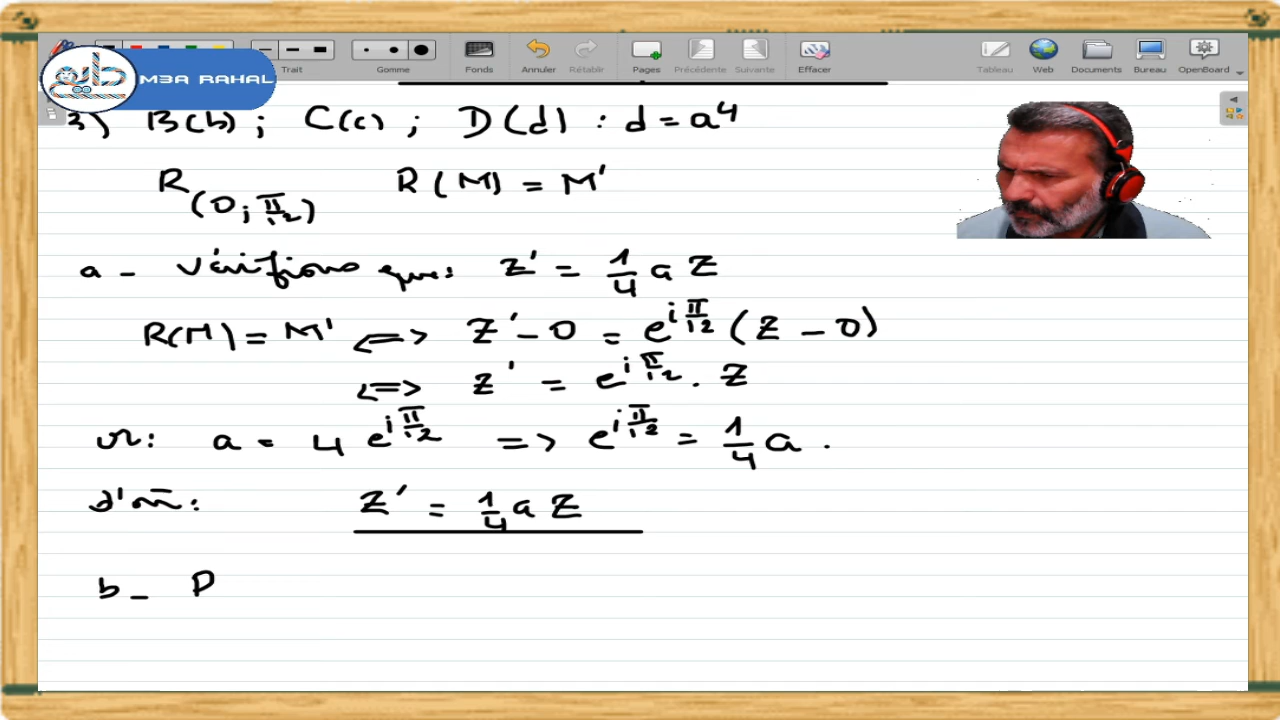 Trait Gomme Fonds Annuler Rétablir Pages Précédente Suivante Effacer Tableau Web Documents Bureau OpenBoard
طارح M3A RAHAL
3) B(b) ; C(c) ; D(d) : d = a⁴
R(O; π/12) R(M) = M'
a - Vérifions que: z' = 1/4 a z
R(M) = M' <=> z' - 0 = e^(iπ/12) (z - 0)
<=> z' = e^(iπ/12) . z
or: a = 4 e^(iπ/12) => e^(iπ/12) = 1/4 a .
d'où: z' = 1/4 a z
b - D